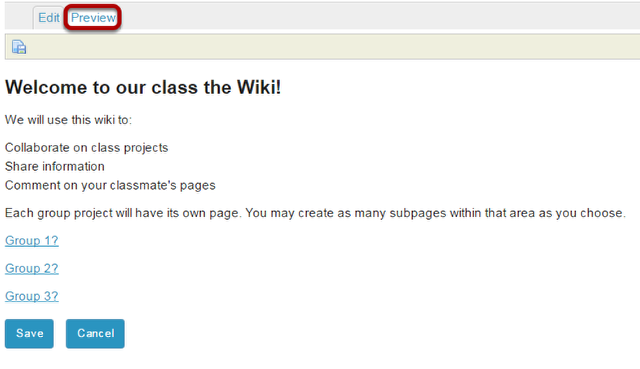 Edit Preview
Welcome to our class the Wiki!
We will use this wiki to:
Collaborate on class projects
Share information
Comment on your classmate's pages
Each group project will have its own page. You may create as many subpages within that area as you choose.
Group 1?
Group 2?
Group 3?
Save Cancel